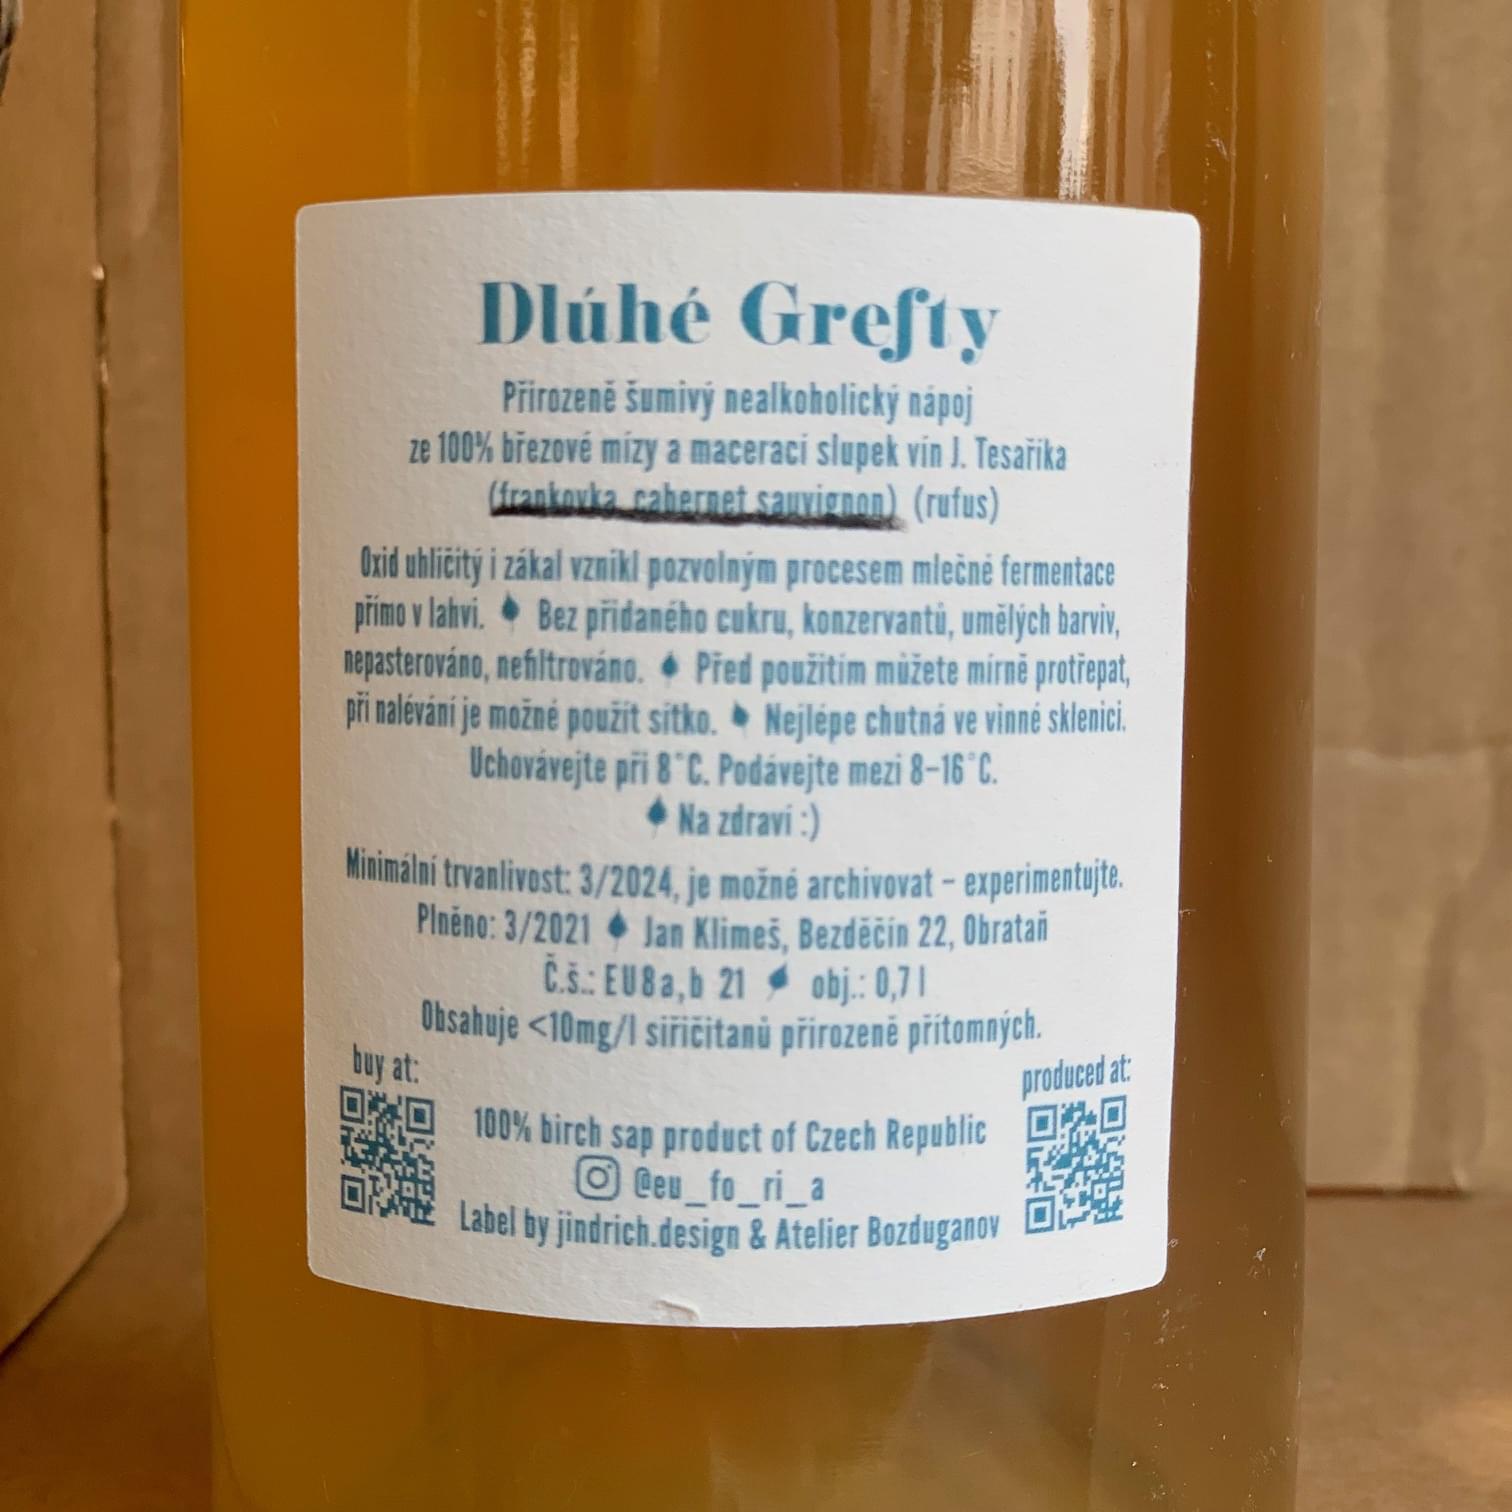 Dlúhé Grefty
Přirozeně šumivý nealkoholický nápoj
ze 100% březové mízy a macerací slupek vín J. Tesaříka
(frankovka, cabernet sauvignon) (rufus)
Oxid uhličitý i zákal vznikl pozvolným procesem mléčné fermentace
přímo v lahvi. Bez přidaného cukru, konzervantů, umělých barviv,
nepasterováno, nefiltrováno. Před použitím můžete mírně protřepat,
při nalévání je možné použít sítko. Nejlépe chutná ve vinné sklenici.
Uchovávejte při 8°C. Podávejte mezi 8–16°C.
Na zdraví :)
Minimální trvanlivost: 3/2024, je možné archivovat – experimentujte.
Plněno: 3/2021 Jan Klimeš, Bezděčín 22, Obrataň
Č.š.: EU8a,b 21 obj.: 0,7 l
Obsahuje <10mg/l siřičitanů přirozeně přítomných.
buy at:
produced at:
100% birch sap product of Czech Republic
@eu_fo_ri_a
Label by jindrich.design & Atelier Bozduganov